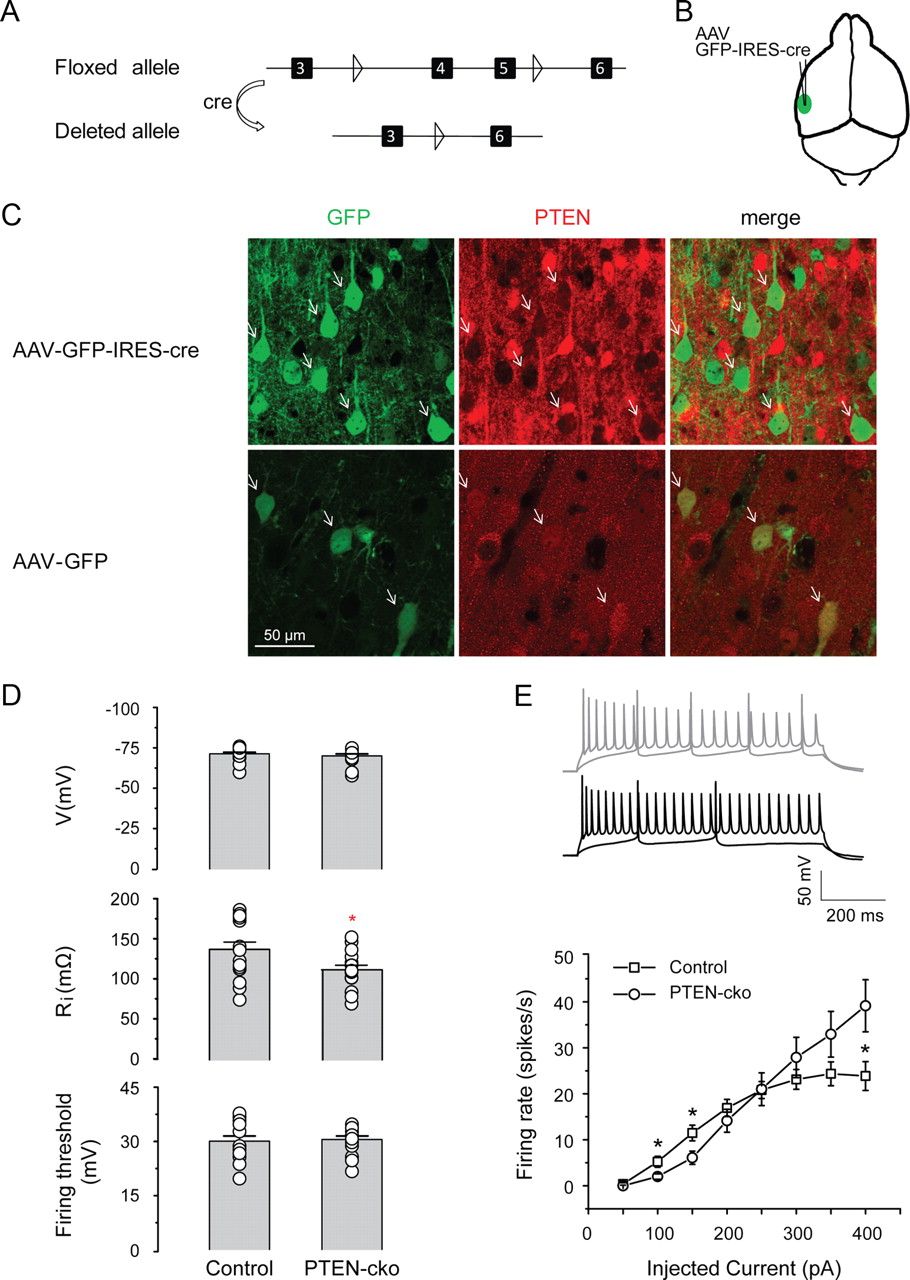 A
Floxed allele
3 4 5 6
cre
Deleted allele
3 6
B
AAV
GFP-IRES-cre
C
GFP PTEN merge
AAV-GFP-IRES-cre
AAV-GFP
50 μm
D
-100
-75
-50
-25
0
V(mV)
200
150
100
50
0
Ri(mΩ)
*
45
30
15
0
Firing threshold
(mV)
Control PTEN-cko
E
50 mV
200 ms
50
40
30
20
10
0
Firing rate (spikes/s)
Control
PTEN-cko
* * *
0 100 200 300 400
Injected Current (pA)